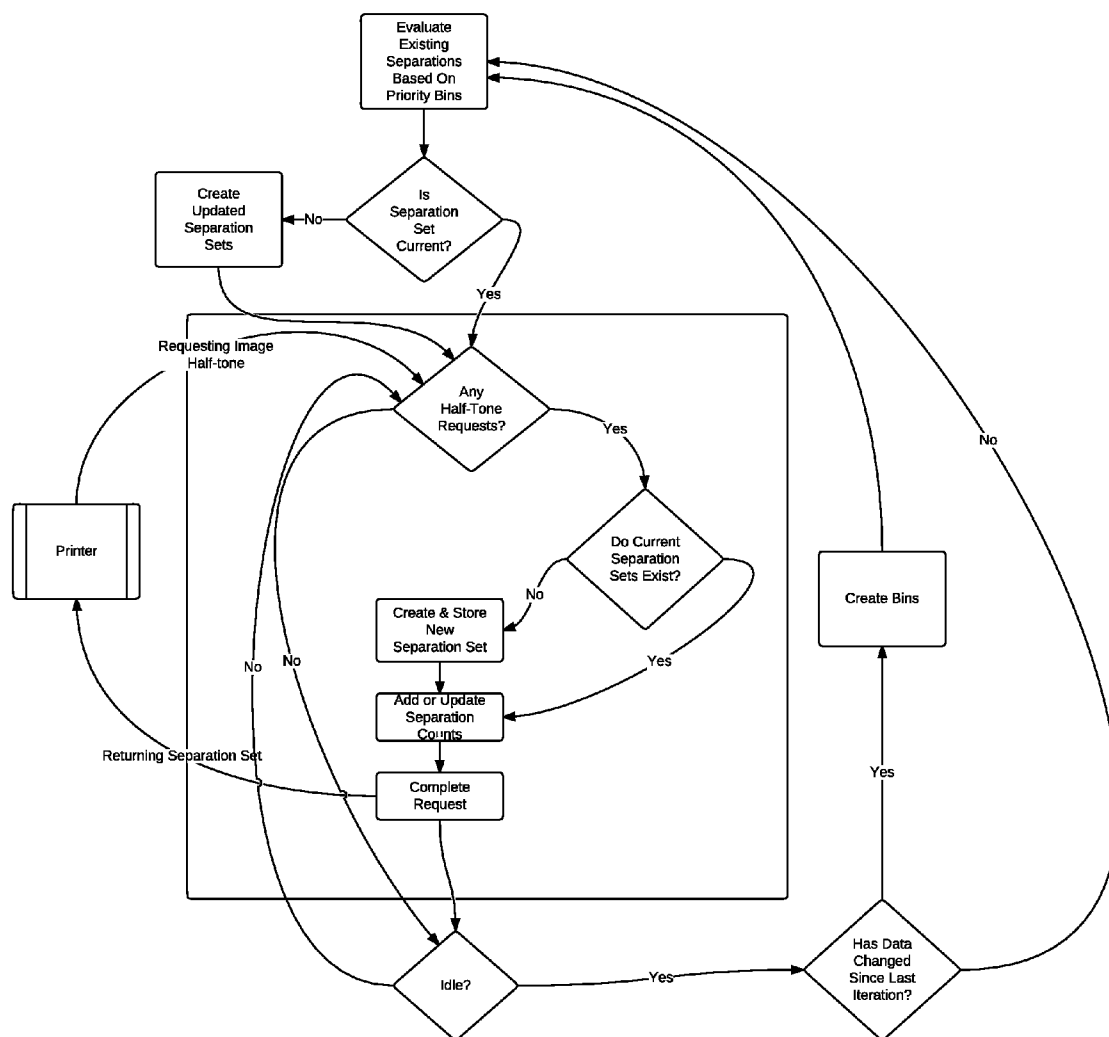 Evaluate
Existing
Separations
Based On
Priority Bins
Is
Separation
Set
Current?
No
Create
Updated
Separation
Sets
Yes
Requesting Image
Half-tone
Any
Half-Tone
Requests?
Yes
No
Printer
Do Current
Separation
Sets Exist?
Create Bins
No
Create & Store
New
Separation Set
Yes
No
No
Add or Update
Separation
Counts
Returning Separation Set
Complete
Request
Yes
Has Data
Changed
Since Last
Iteration?
Idle?
Yes